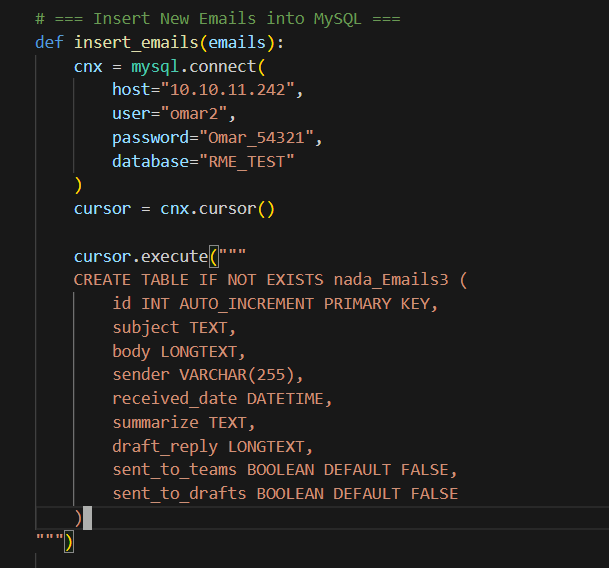 # === Insert New Emails into MySQL ===
def insert_emails(emails):
    cnx = mysql.connect(
        host="10.10.11.242",
        user="omar2",
        password="Omar_54321",
        database="RME_TEST"
    )
    cursor = cnx.cursor()

    cursor.execute("""
    CREATE TABLE IF NOT EXISTS nada_Emails3 (
        id INT AUTO_INCREMENT PRIMARY KEY,
        subject TEXT,
        body LONGTEXT,
        sender VARCHAR(255),
        received_date DATETIME,
        summarize TEXT,
        draft_reply LONGTEXT,
        sent_to_teams BOOLEAN DEFAULT FALSE,
        sent_to_drafts BOOLEAN DEFAULT FALSE
    )
""")